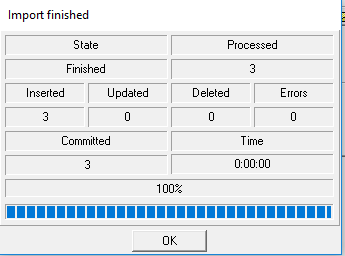 Import finished
State Processed
Finished 3
Inserted Updated Deleted Errors
3 0 0 0
Committed Time
3 0:00:00
100%
OK